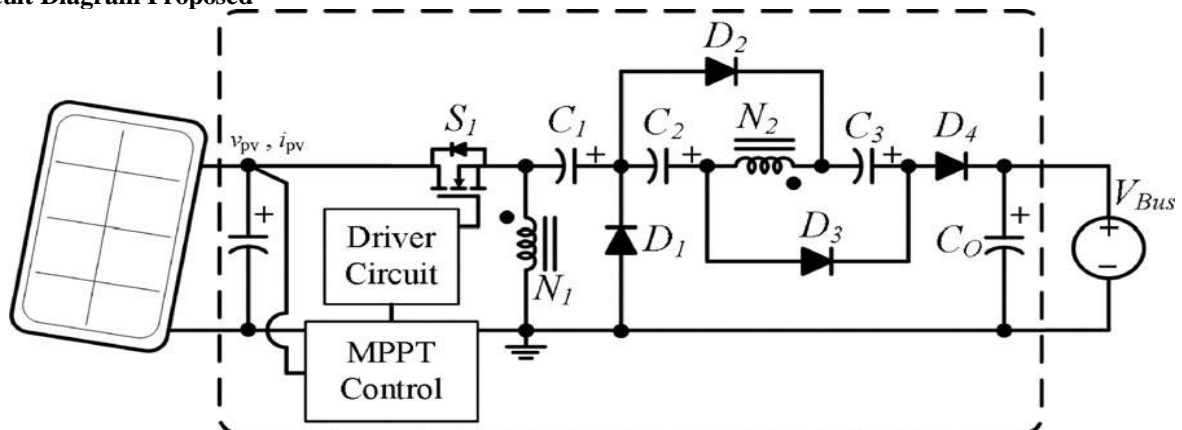 cuit Diagram Proposed
D2
S1
C1
C2
N2
C3
D4
vpv , ipv
+
+
+
+
+
VBus
Driver
Circuit
N1
D1
D3
CO
+
−
MPPT
Control